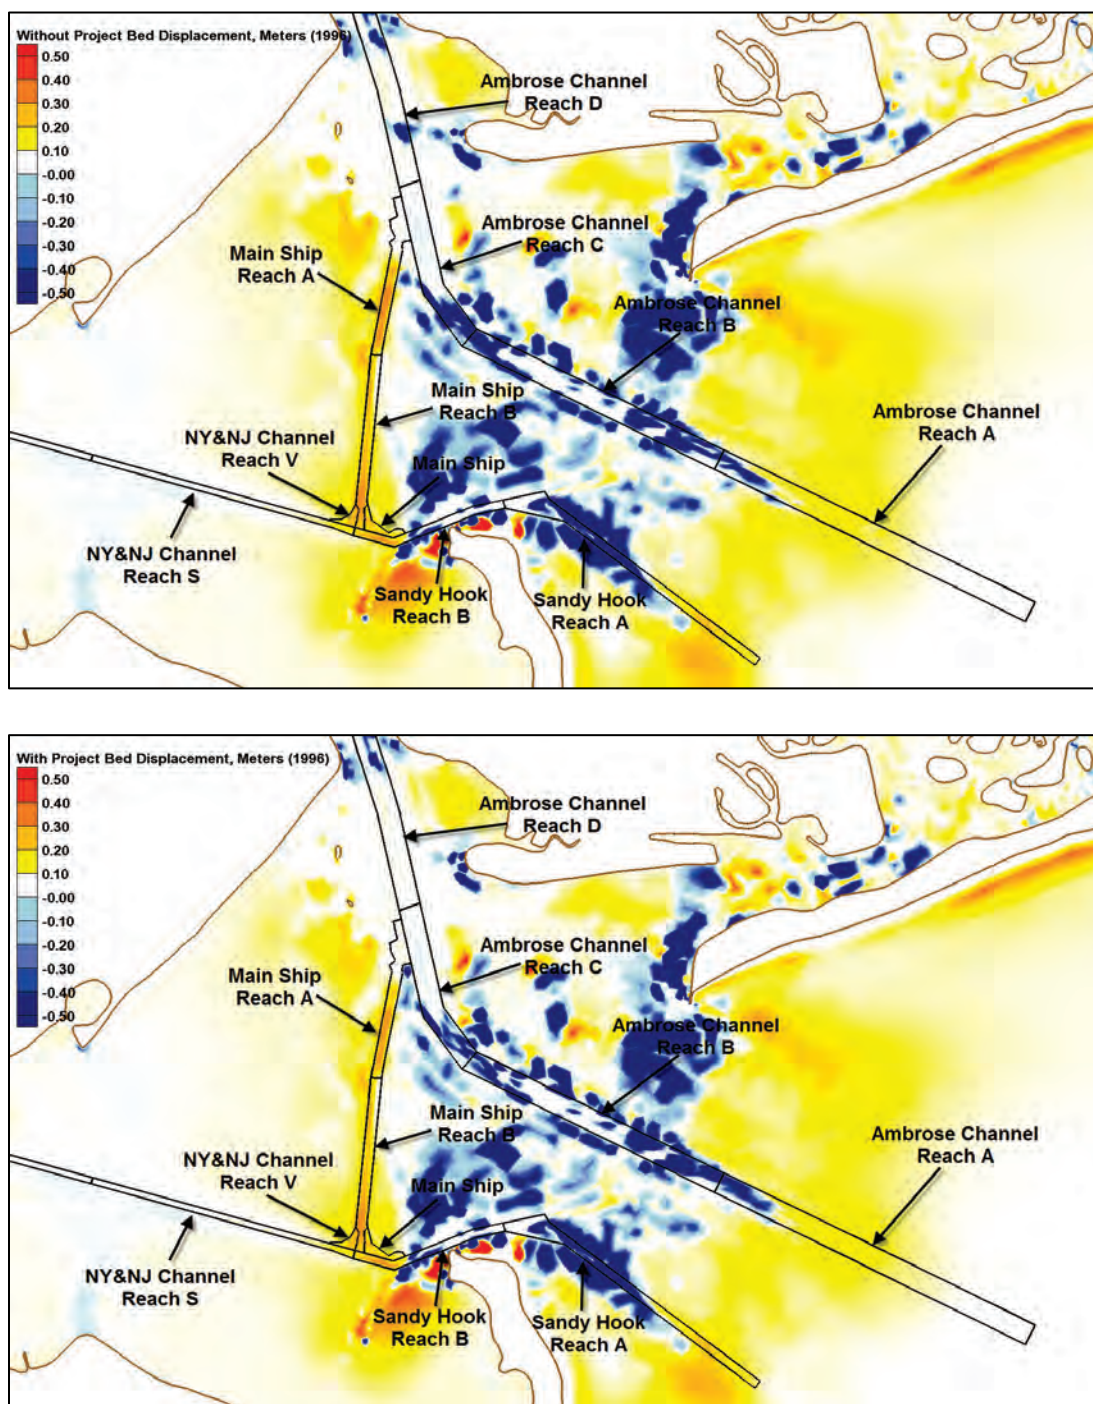 Without Project Bed Displacement, Meters (1996)
0.50
0.40
0.30
0.20
0.10
-0.00
-0.10
-0.20
-0.30
-0.40
-0.50
Ambrose Channel
Reach D
Ambrose Channel
Reach C
Main Ship
Reach A
Ambrose Channel
Reach B
Main Ship
Reach B
Ambrose Channel
Reach A
NY&NJ Channel
Reach V
Main Ship
NY&NJ Channel
Reach S
Sandy Hook
Reach B
Sandy Hook
Reach A
With Project Bed Displacement, Meters (1996)
0.50
0.40
0.30
0.20
0.10
-0.00
-0.10
-0.20
-0.30
-0.40
-0.50
Ambrose Channel
Reach D
Ambrose Channel
Reach C
Main Ship
Reach A
Ambrose Channel
Reach B
Main Ship
Reach B
Ambrose Channel
Reach A
NY&NJ Channel
Reach V
Main Ship
NY&NJ Channel
Reach S
Sandy Hook
Reach B
Sandy Hook
Reach A